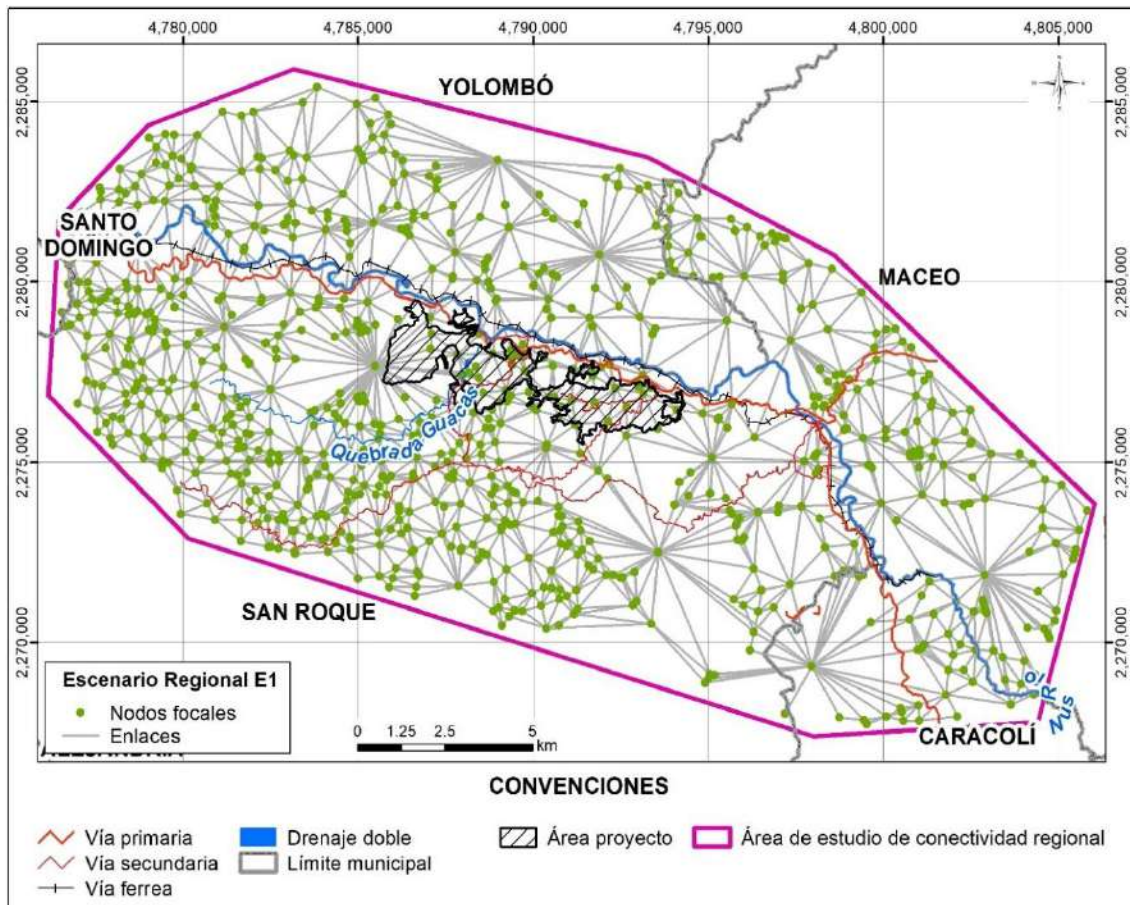 4,780,000 4,785,000 4,790,000 4,795,000 4,800,000 4,805,000
YOLOMBÓ
2,285,000 2,285,000
SANTO
DOMINGO
2,280,000 2,280,000
MACEO
Quebrada Guacas
2,275,000 2,275,000
SAN ROQUE
2,270,000 2,270,000
CARACOLÍ
Escenario Regional E1
Nodos focales
Enlaces
0 1.25 2.5 5
km
CONVENCIONES
Vía primaria
Vía secundaria
Vía ferrea
Drenaje doble
Límite municipal
Área proyecto
Área de estudio de conectividad regional